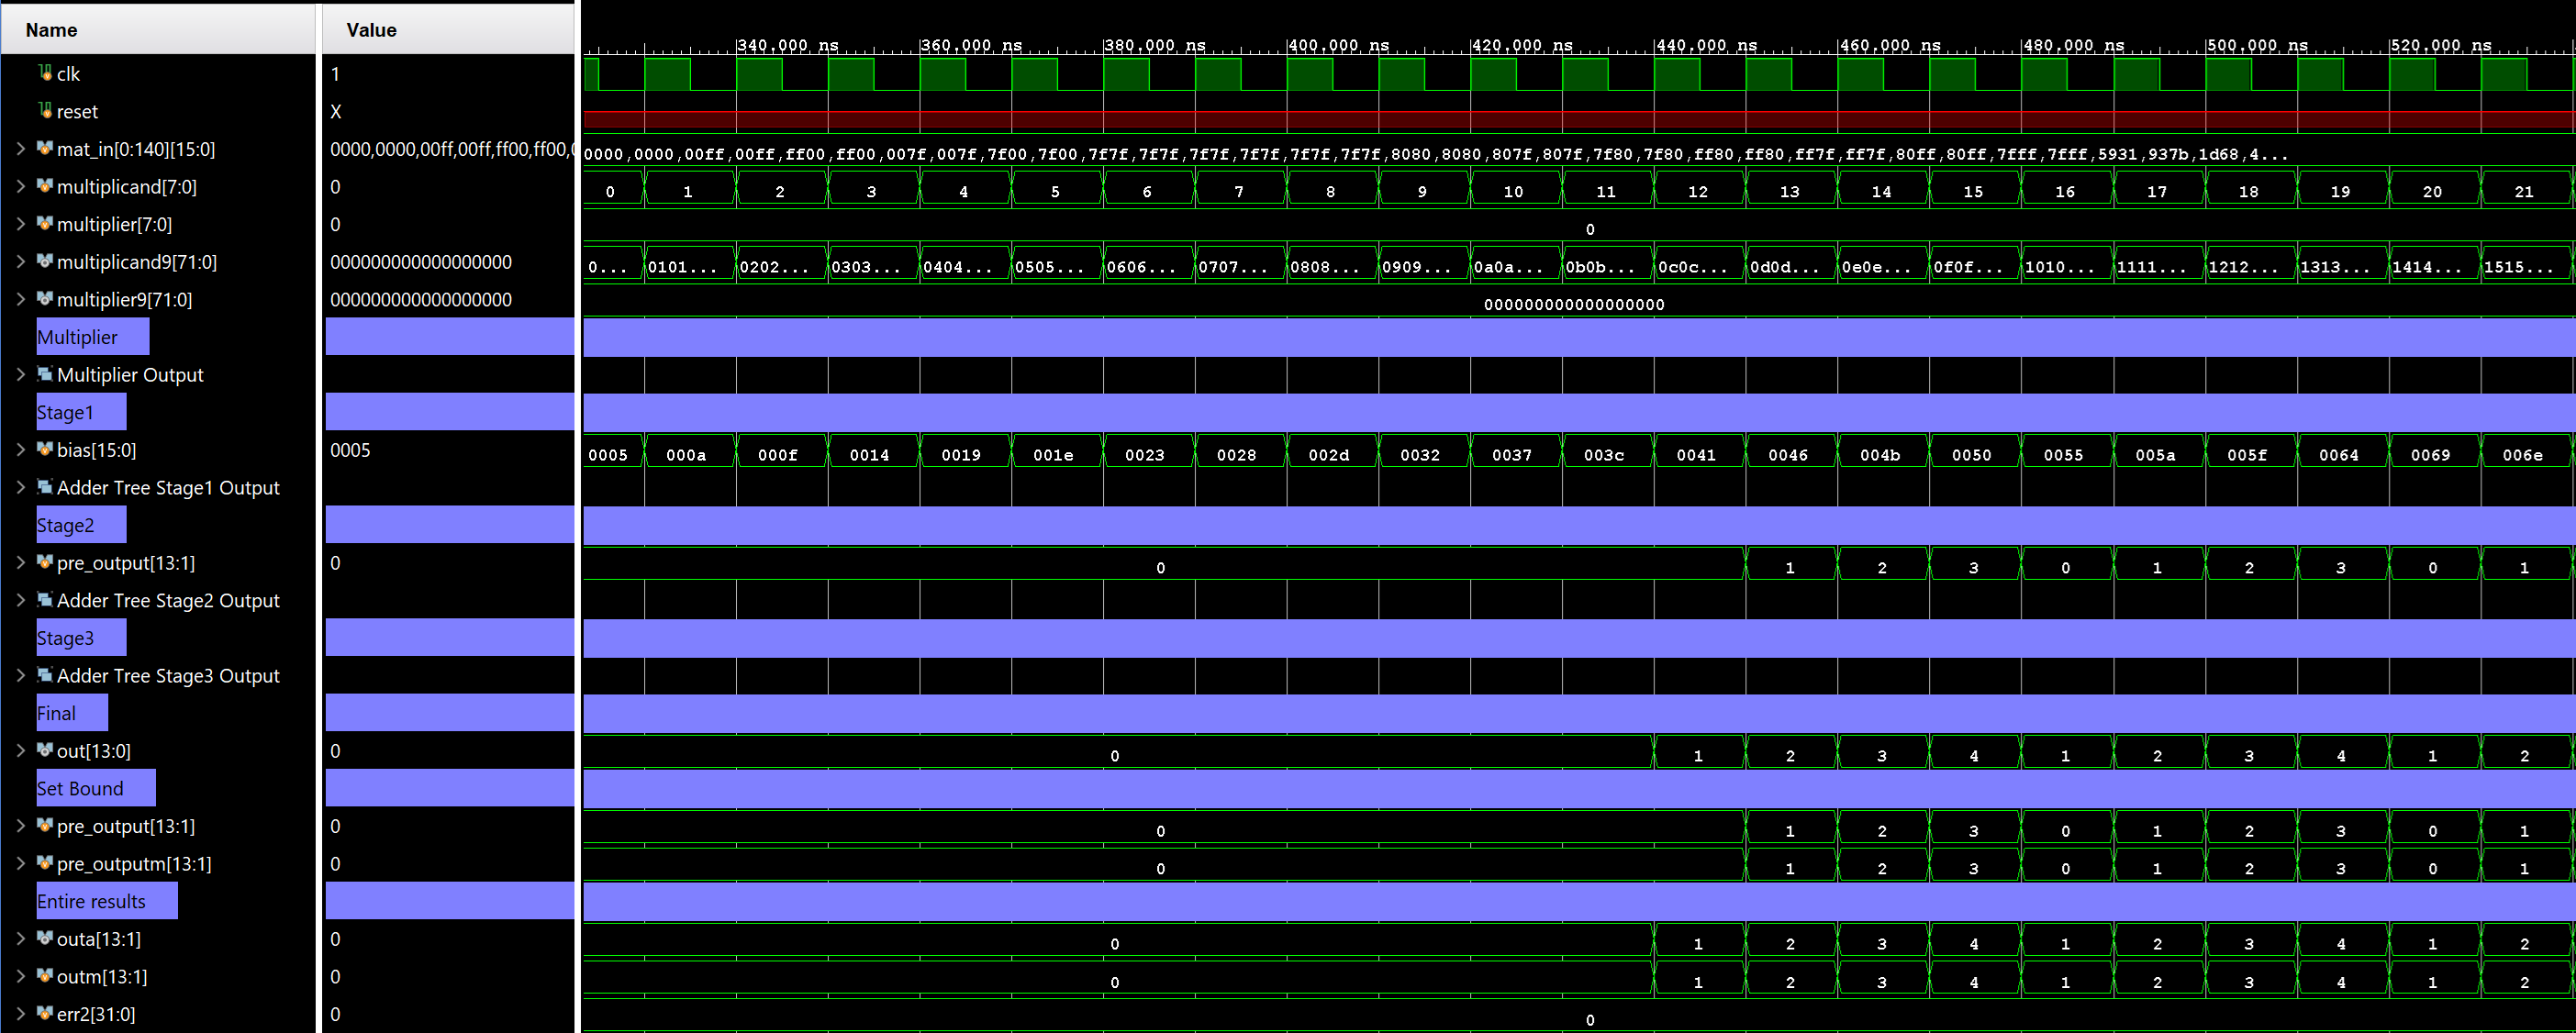 Name Value
340.000 ns 360.000 ns 380.000 ns 400.000 ns 420.000 ns 440.000 ns 460.000 ns 480.000 ns 500.000 ns 520.000 ns
clk 1
reset X
mat_in[0:140][15:0] 0000,0000,00ff,00ff,ff00,ff00,0 0000,0000,00ff,00ff,ff00,ff00,007f,007f,7f00,7f00,7f7f,7f7f,7f7f,7f7f,7f7f,7f7f,8080,8080,807f,807f,7f80,7f80,ff80,ff80,ff7f,ff7f,80ff,80ff,7fff,7fff,5931,937b,1d68,4...
multiplicand[7:0] 0 0 1 2 3 4 5 6 7 8 9 10 11 12 13 14 15 16 17 18 19 20 21
multiplier[7:0] 0 0
multiplicand9[71:0] 000000000000000000 0... 0101... 0202... 0303... 0404... 0505... 0606... 0707... 0808... 0909... 0a0a... 0b0b... 0c0c... 0d0d... 0e0e... 0f0f... 1010... 1111... 1212... 1313... 1414... 1515...
multiplier9[71:0] 000000000000000000 000000000000000000
Multiplier
Multiplier Output
Stage1
bias[15:0] 0005 0005 000a 000f 0014 0019 001e 0023 0028 002d 0032 0037 003c 0041 0046 004b 0050 0055 005a 005f 0064 0069 006e
Adder Tree Stage1 Output
Stage2
pre_output[13:1] 0 0 1 2 3 0 1 2 3 0 1
Adder Tree Stage2 Output
Stage3
Adder Tree Stage3 Output
Final
out[13:0] 0 0 1 2 3 4 1 2 3 4 1 2
Set Bound
pre_output[13:1] 0 0 1 2 3 0 1 2 3 0 1
pre_outputm[13:1] 0 0 1 2 3 0 1 2 3 0 1
Entire results
outa[13:1] 0 0 1 2 3 4 1 2 3 4 1 2
outm[13:1] 0 0 1 2 3 4 1 2 3 4 1 2
err2[31:0] 0 0